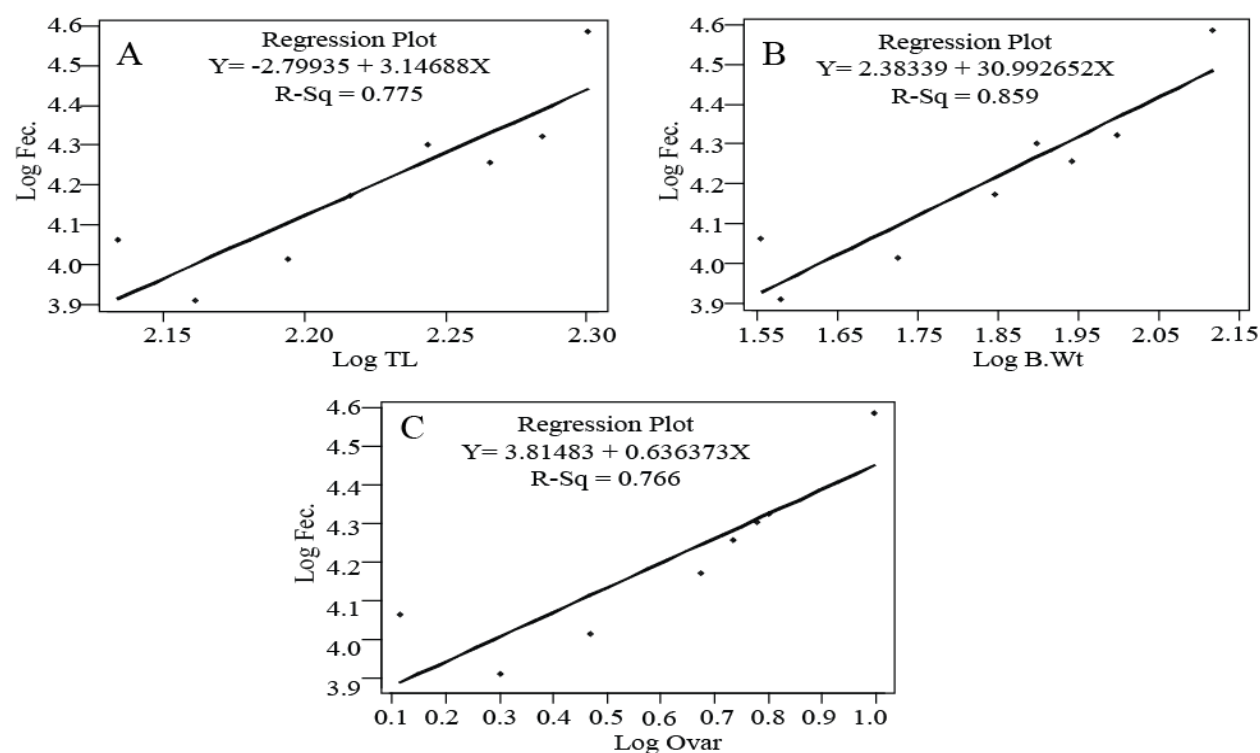 A
Regression Plot
Y= -2.79935 + 3.14688X
R-Sq = 0.775
Log Fec.
4.6
4.5
4.4
4.3
4.2
4.1
4.0
3.9
2.15 2.20 2.25 2.30
Log TL
B
Regression Plot
Y= 2.38339 + 30.992652X
R-Sq = 0.859
Log Fec.
4.6
4.5
4.4
4.3
4.2
4.1
4.0
3.9
1.55 1.65 1.75 1.85 1.95 2.05 2.15
Log B.Wt
C
Regression Plot
Y= 3.81483 + 0.636373X
R-Sq = 0.766
Log Fec.
4.6
4.5
4.4
4.3
4.2
4.1
4.0
3.9
0.1 0.2 0.3 0.4 0.5 0.6 0.7 0.8 0.9 1.0
Log Ovar